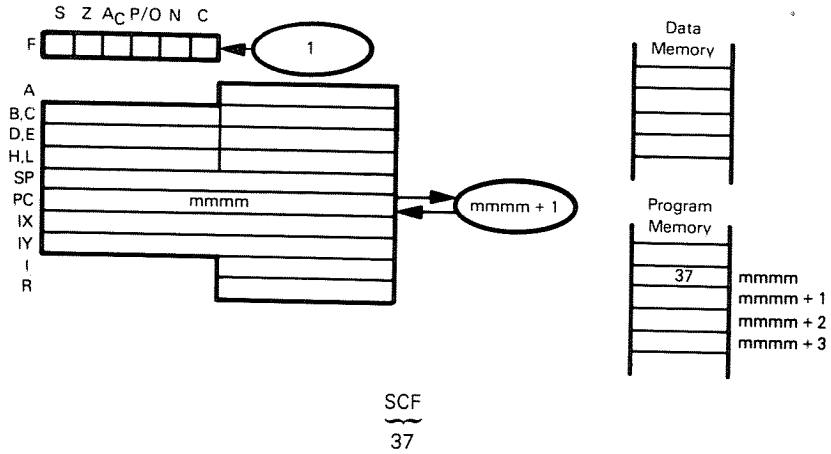 S Z AC P/O N C
F
1
A
B,C
D,E
H,L
SP
PC
mmmm
mmmm + 1
IX
IY
I
R
Data
Memory
Program
Memory
37
mmmm
mmmm + 1
mmmm + 2
mmmm + 3
SCF
37